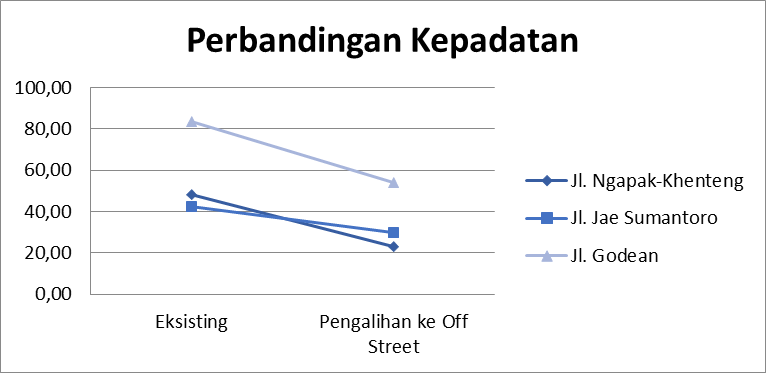 Perbandingan Kepadatan
100,00
80,00
60,00
40,00
20,00
0,00
Eksisting
Pengalihan ke Off
Street
Jl. Ngapak-Khenteng
Jl. Jae Sumantoro
Jl. Godean